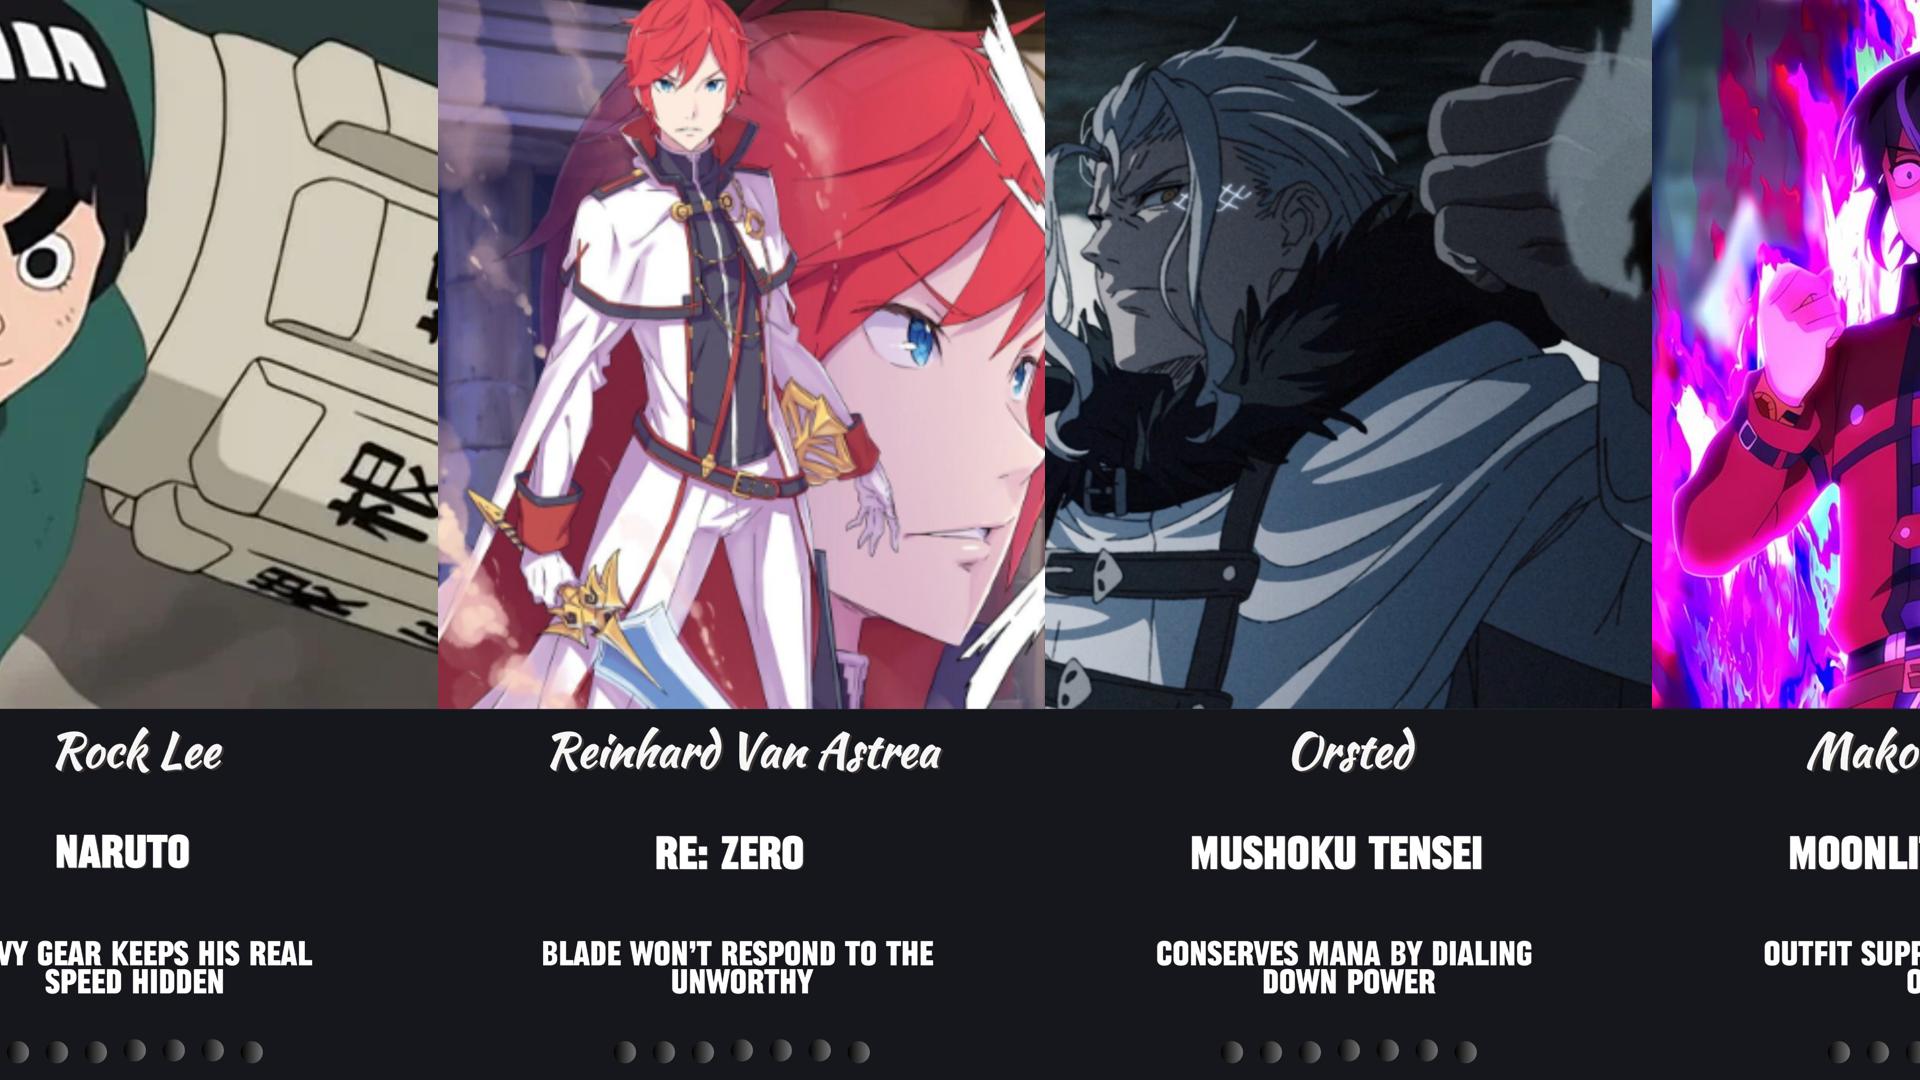 根
Rock Lee
Reinhard Van Astrea
Orsted
Mako
NARUTO
RE: ZERO
MUSHOKU TENSEI
MOONLI
VY GEAR KEEPS HIS REAL
SPEED HIDDEN
BLADE WON'T RESPOND TO THE
UNWORTHY
CONSERVES MANA BY DIALING
DOWN POWER
OUTFIT SUPP